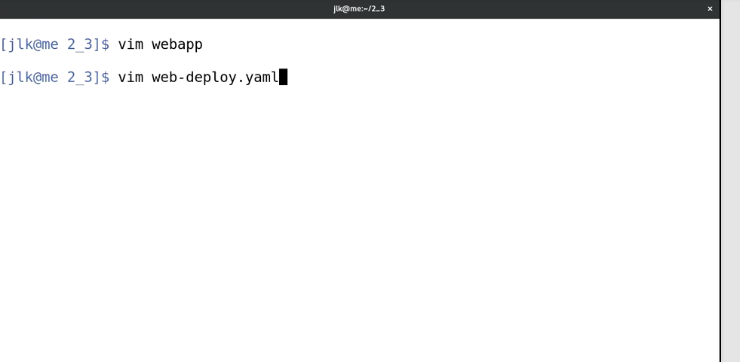 jlk@me:~/2_3 ×
[jlk@me 2_3]$ vim webapp
[jlk@me 2_3]$ vim web-deploy.yaml